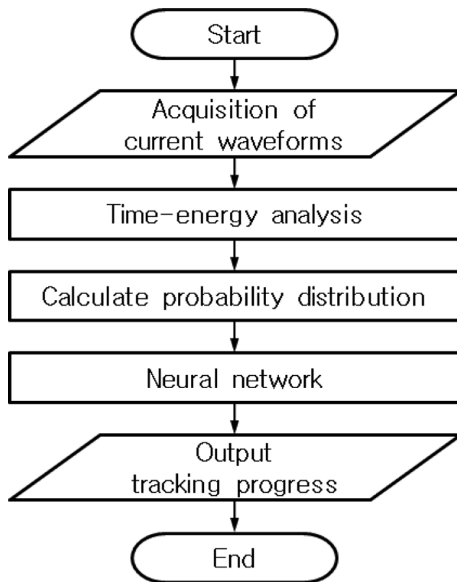 Start
Acquisition of
current waveforms
Time-energy analysis
Calculate probability distribution
Neural network
Output
tracking progress
End